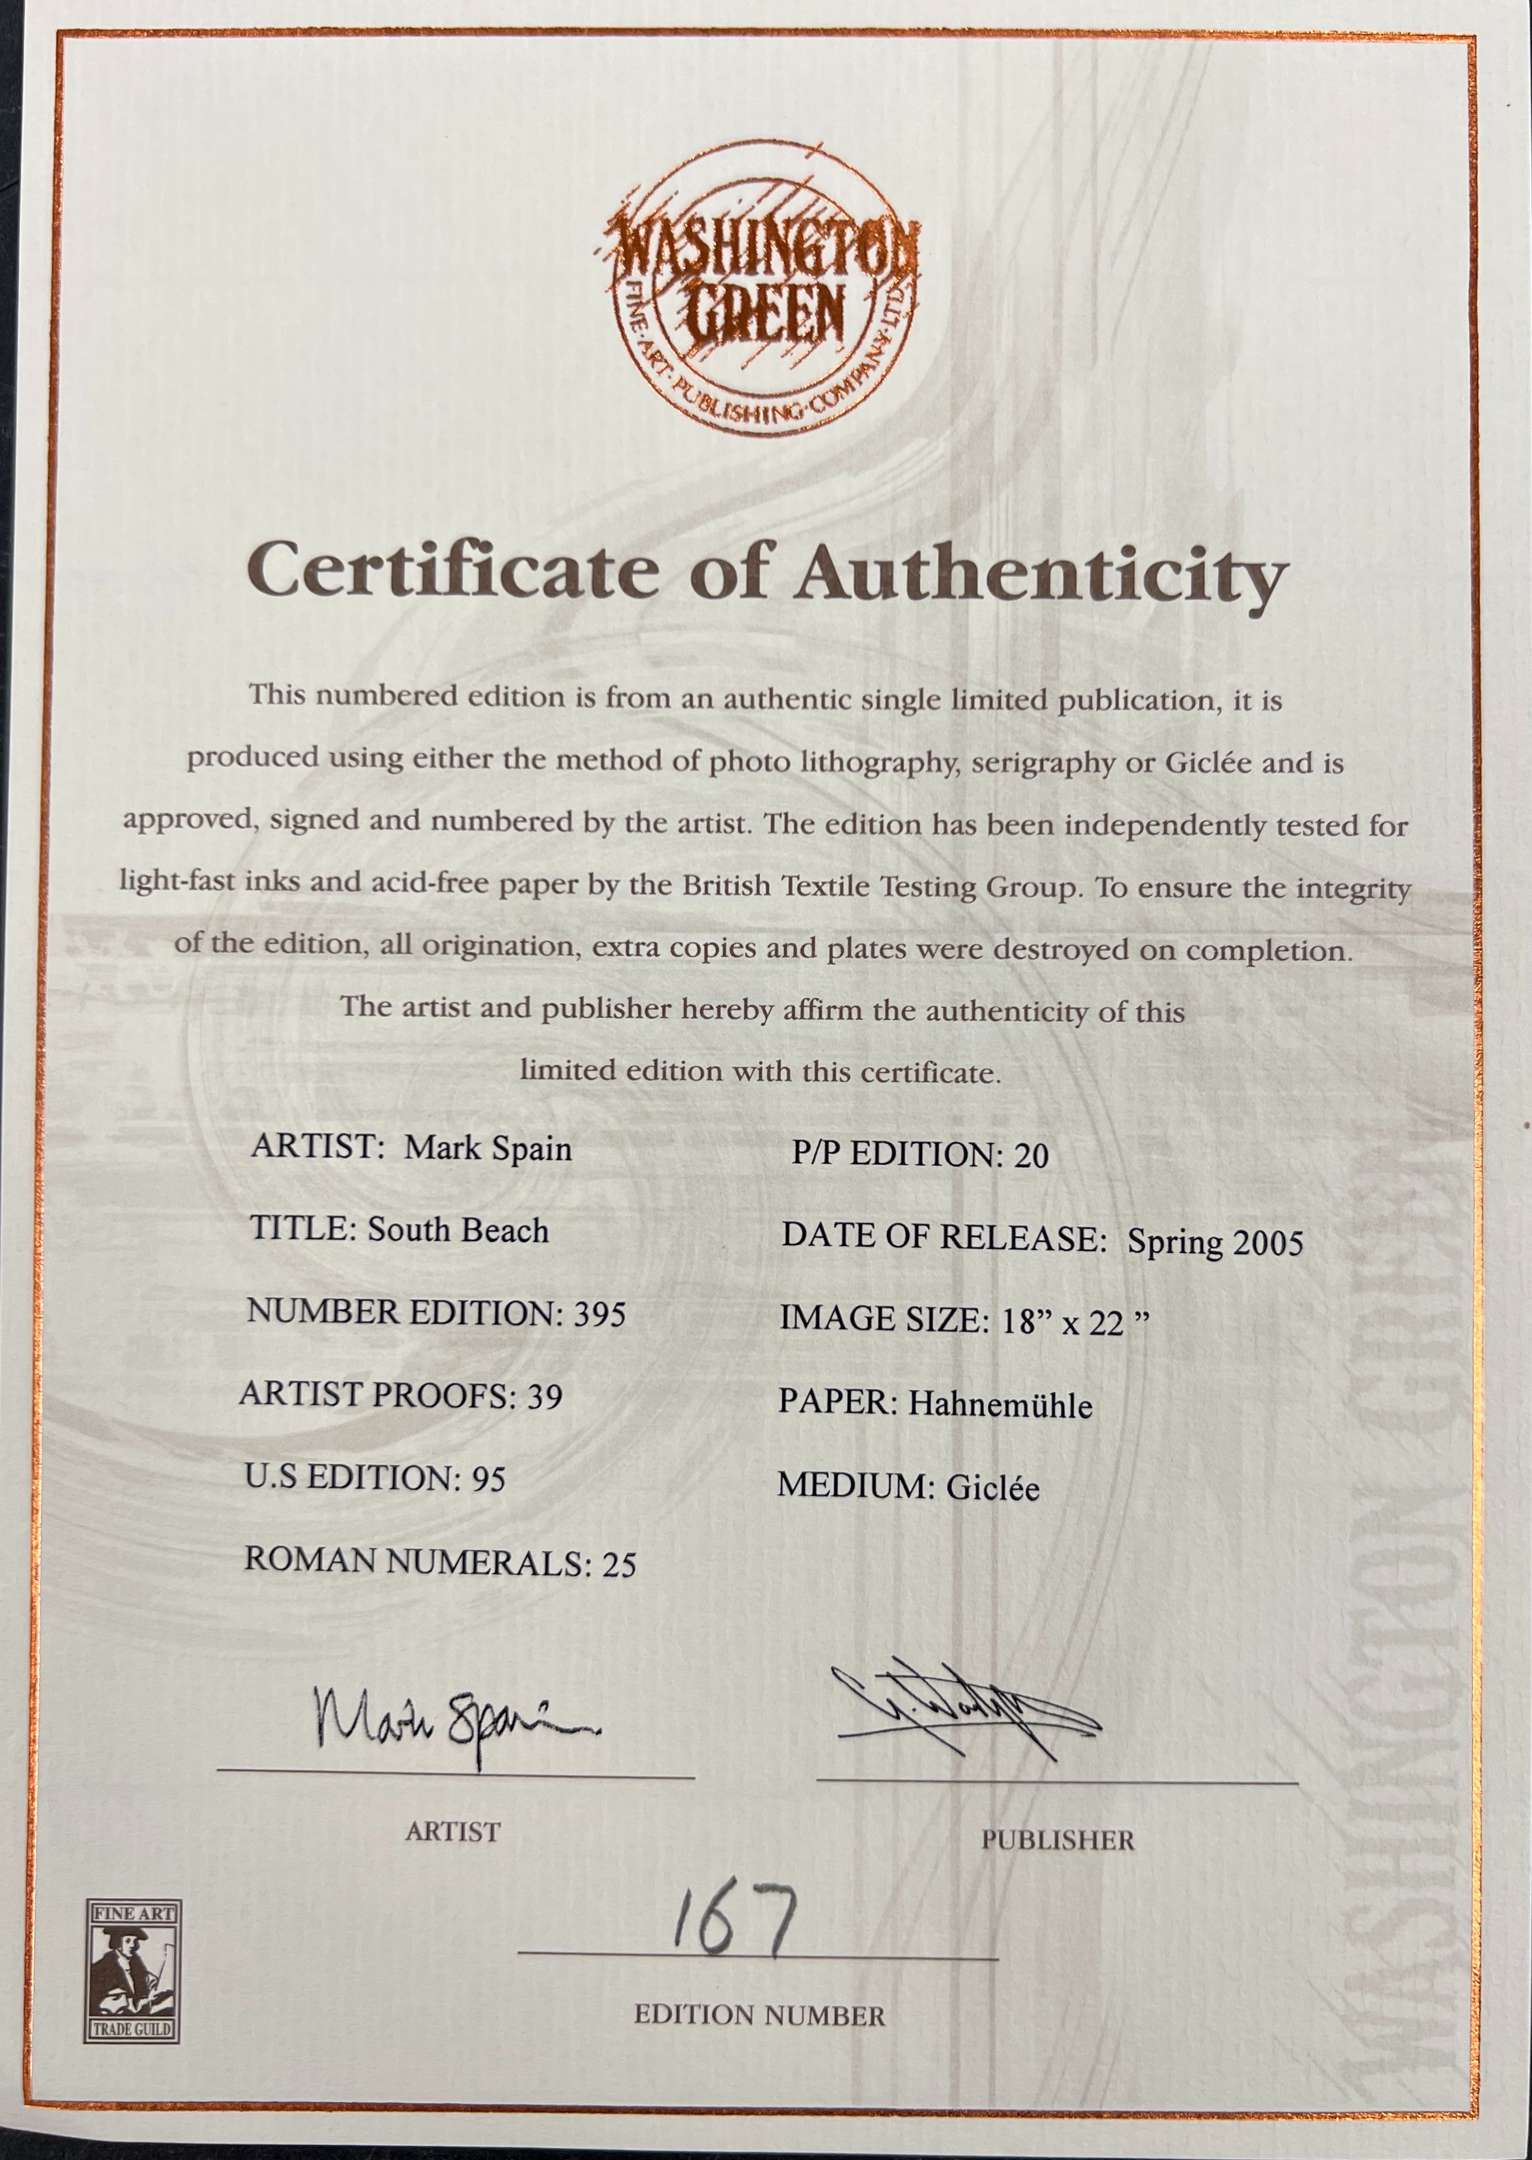 WASHINGTON
GREEN
FINE·ART·PUBLISHING·COMPANY·LTD
Certificate of Authenticity
This numbered edition is from an authentic single limited publication, it is
produced using either the method of photo lithography, serigraphy or Giclée and is
approved, signed and numbered by the artist. The edition has been independently tested for
light-fast inks and acid-free paper by the British Textile Testing Group. To ensure the integrity
of the edition, all origination, extra copies and plates were destroyed on completion.
The artist and publisher hereby affirm the authenticity of this
limited edition with this certificate.
ARTIST: Mark Spain
P/P EDITION: 20
TITLE: South Beach
DATE OF RELEASE: Spring 2005
NUMBER EDITION: 395
IMAGE SIZE: 18” x 22 ”
ARTIST PROOFS: 39
PAPER: Hahnemühle
U.S EDITION: 95
MEDIUM: Giclée
ROMAN NUMERALS: 25
Mark Spain
ARTIST
PUBLISHER
167
EDITION NUMBER
FINE ART
TRADE GUILD
WASHINGTON GREEN